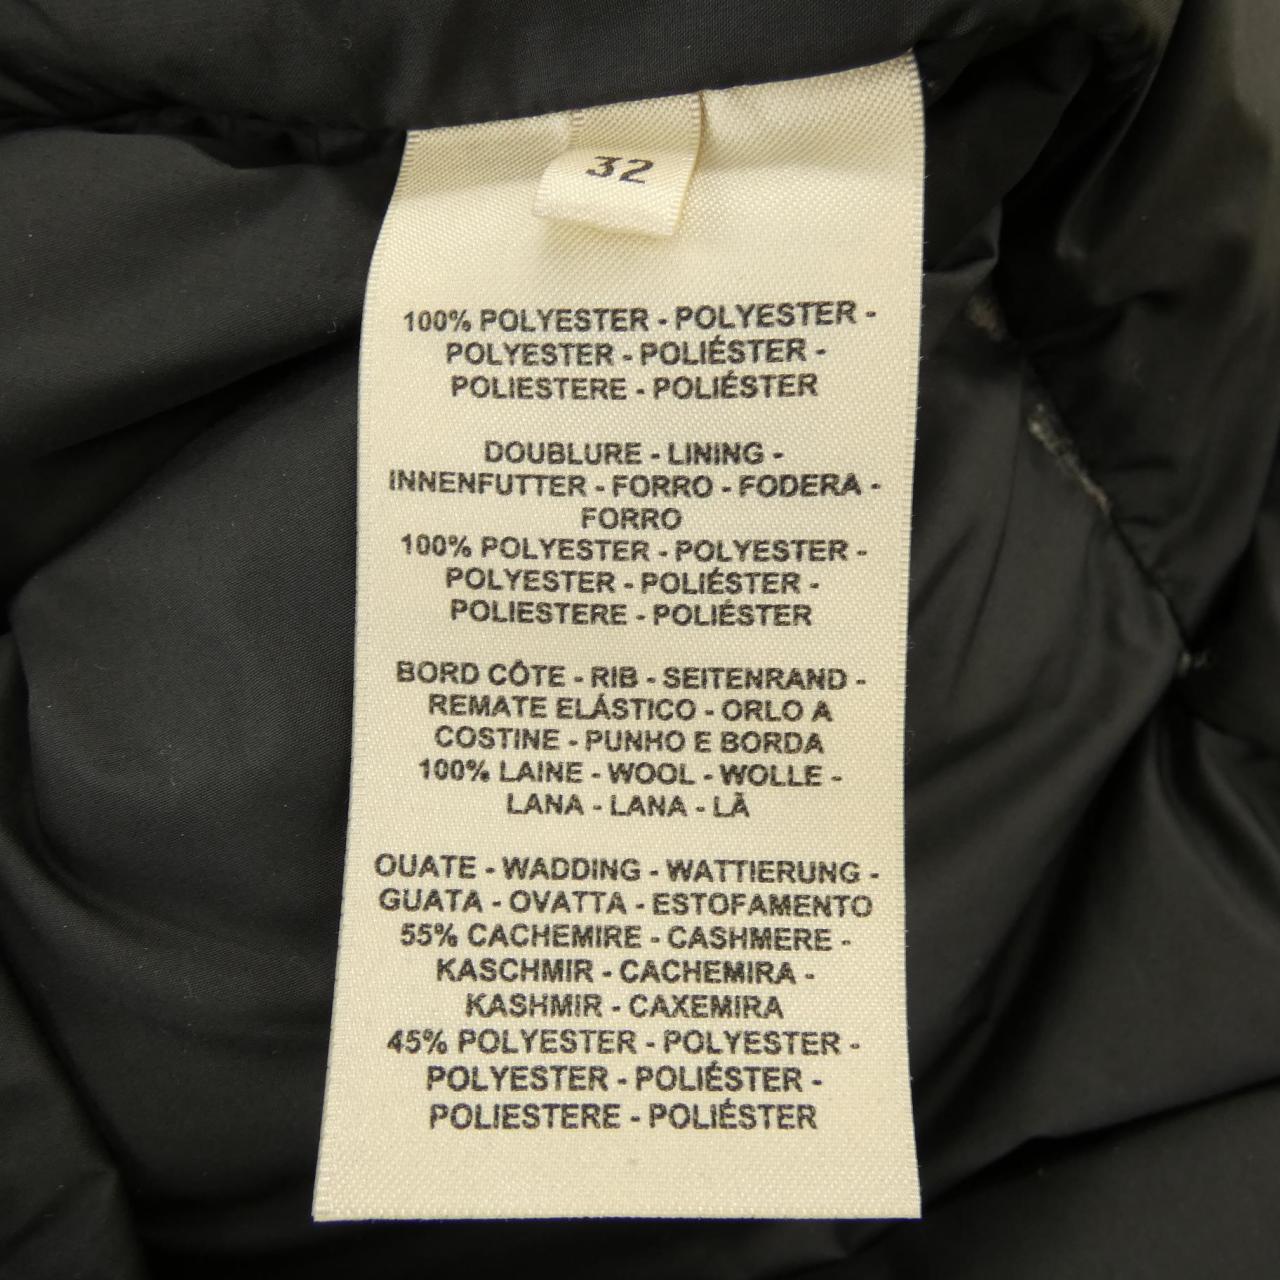 32
100% POLYESTER - POLYESTER -
POLYESTER - POLIÉSTER -
POLIESTERE - POLIÉSTER
DOUBLURE - LINING -
INNENFUTTER - FORRO - FODERA -
FORRO
100% POLYESTER - POLYESTER -
POLYESTER - POLIÉSTER -
POLIESTERE - POLIÉSTER
BORD CÔTE - RIB - SEITENRAND -
REMATE ELÁSTICO - ORLO A
COSTINE - PUNHO E BORDA
100% LAINE - WOOL - WOLLE -
LANA - LANA - LÃ
OUATE - WADDING - WATTIERUNG -
GUATA - OVATTA - ESTOFAMENTO
55% CACHEMIRE - CASHMERE -
KASCHMIR - CACHEMIRA -
KASHMIR - CAXEMIRA
45% POLYESTER - POLYESTER -
POLYESTER - POLIÉSTER -
POLIESTERE - POLIÉSTER